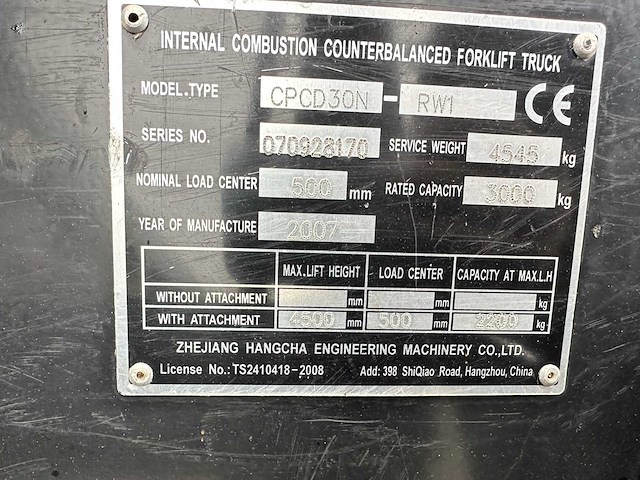 INTERNAL COMBUSTION COUNTERBALANCED FORKLIFT TRUCK
MODEL.TYPE CPCD30N - RW1 CE
SERIES NO. 070928170 SERVICE WEIGHT 4545 kg
NOMINAL LOAD CENTER 500 mm RATED CAPACITY 3000 kg
YEAR OF MANUFACTURE 2007
MAX.LIFT HEIGHT LOAD CENTER CAPACITY AT MAX.L.H
WITHOUT ATTACHMENT mm mm kg
WITH ATTACHMENT 4500 mm 500 mm 2200 kg
ZHEJIANG HANGCHA ENGINEERING MACHINERY CO.,LTD.
License No.: TS2410418-2008 Add: 398 ShiQiao Road, Hangzhou, China